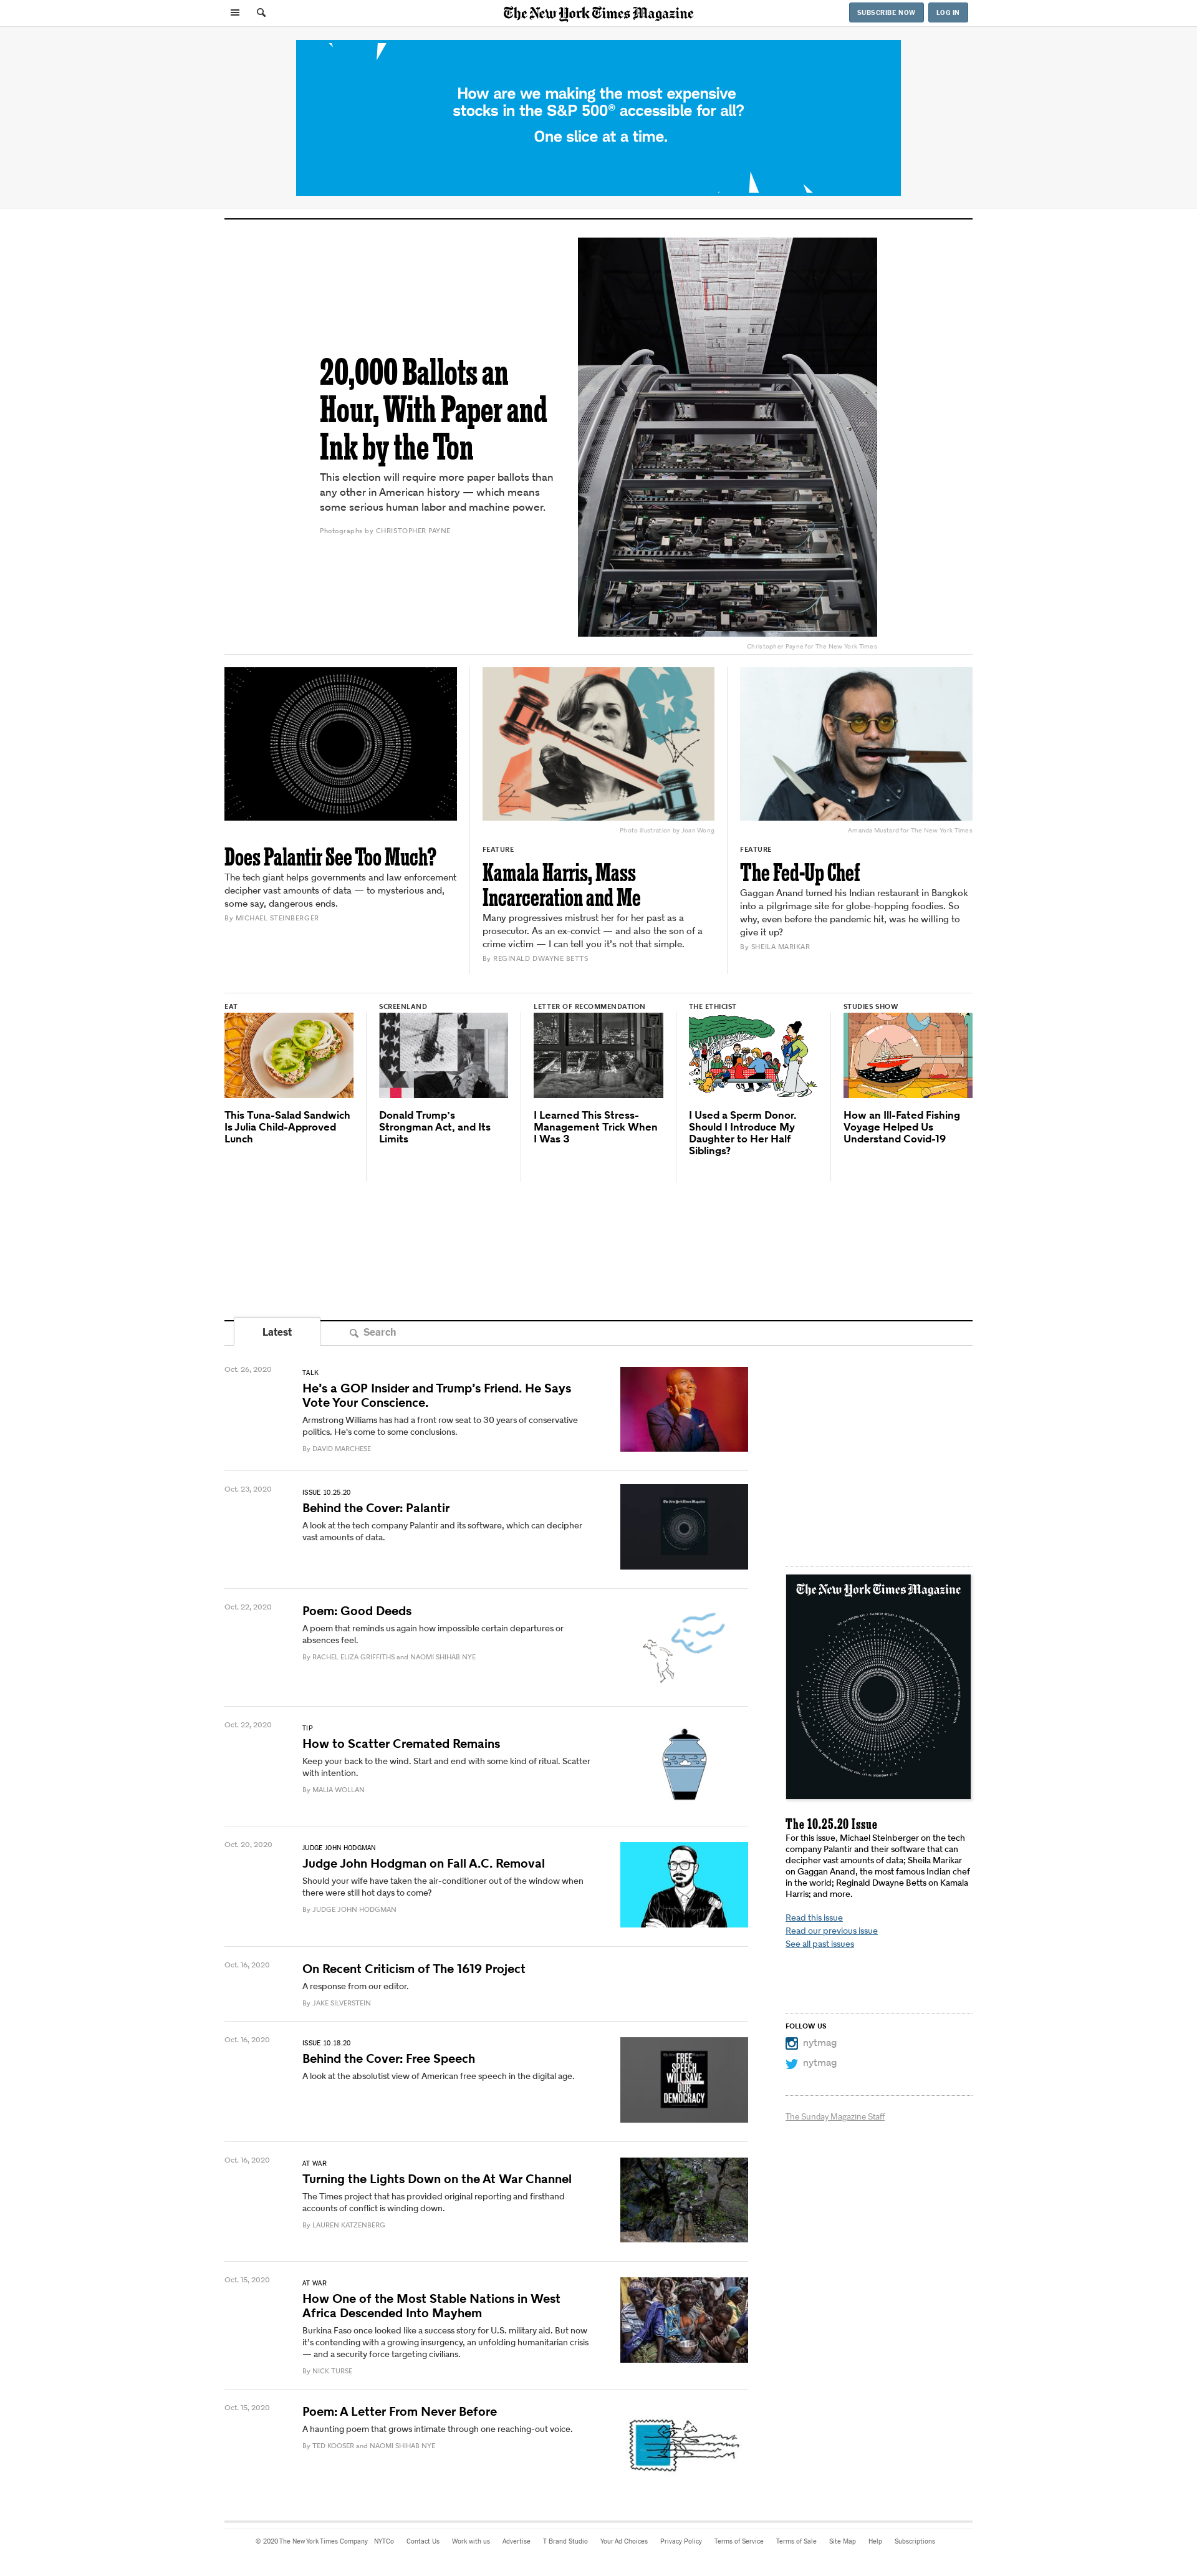 The New York Times Magazine
SUBSCRIBE NOW
LOG IN
How are we making the most expensive
stocks in the S&P 500® accessible for all?
One slice at a time.
20,000 Ballots an
Hour, With Paper and
Ink by the Ton
This election will require more paper ballots than
any other in American history — which means
some serious human labor and machine power.
Photographs by CHRISTOPHER PAYNE
Christopher Payne for The New York Times
Does Palantir See Too Much?
The tech giant helps governments and law enforcement
decipher vast amounts of data — to mysterious and,
some say, dangerous ends.
By MICHAEL STEINBERGER
Photo illustration by Joan Wong
FEATURE
Kamala Harris, Mass
Incarceration and Me
Many progressives mistrust her for her past as a
prosecutor. As an ex-convict — and also the son of a
crime victim — I can tell you it's not that simple.
By REGINALD DWAYNE BETTS
Amanda Mustard for The New York Times
FEATURE
The Fed-Up Chef
Gaggan Anand turned his Indian restaurant in Bangkok
into a pilgrimage site for globe-hopping foodies. So
why, even before the pandemic hit, was he willing to
give it up?
By SHEILA MARIKAR
EAT
This Tuna-Salad Sandwich
Is Julia Child-Approved
Lunch
SCREENLAND
Donald Trump's
Strongman Act, and Its
Limits
LETTER OF RECOMMENDATION
I Learned This Stress-
Management Trick When
I Was 3
THE ETHICIST
I Used a Sperm Donor.
Should I Introduce My
Daughter to Her Half
Siblings?
STUDIES SHOW
How an Ill-Fated Fishing
Voyage Helped Us
Understand Covid-19
Latest
Search
Oct. 26, 2020
TALK
He's a GOP Insider and Trump's Friend. He Says
Vote Your Conscience.
Armstrong Williams has had a front row seat to 30 years of conservative
politics. He's come to some conclusions.
By DAVID MARCHESE
Oct. 23, 2020
ISSUE 10.25.20
Behind the Cover: Palantir
A look at the tech company Palantir and its software, which can decipher
vast amounts of data.
The New York Times Magazine
Oct. 22, 2020
Poem: Good Deeds
A poem that reminds us again how impossible certain departures or
absences feel.
By RACHEL ELIZA GRIFFITHS and NAOMI SHIHAB NYE
Oct. 22, 2020
TIP
How to Scatter Cremated Remains
Keep your back to the wind. Start and end with some kind of ritual. Scatter
with intention.
By MALIA WOLLAN
Oct. 20, 2020
JUDGE JOHN HODGMAN
Judge John Hodgman on Fall A.C. Removal
Should your wife have taken the air-conditioner out of the window when
there were still hot days to come?
By JUDGE JOHN HODGMAN
Oct. 16, 2020
On Recent Criticism of The 1619 Project
A response from our editor.
By JAKE SILVERSTEIN
Oct. 16, 2020
ISSUE 10.18.20
Behind the Cover: Free Speech
A look at the absolutist view of American free speech in the digital age.
FREE
SPEECH
WILL SAVE
OUR
DEMOCRACY
Oct. 16, 2020
AT WAR
Turning the Lights Down on the At War Channel
The Times project that has provided original reporting and firsthand
accounts of conflict is winding down.
By LAUREN KATZENBERG
Oct. 15, 2020
AT WAR
How One of the Most Stable Nations in West
Africa Descended Into Mayhem
Burkina Faso once looked like a success story for U.S. military aid. But now
it's contending with a growing insurgency, an unfolding humanitarian crisis
— and a security force targeting civilians.
By NICK TURSE
Oct. 15, 2020
Poem: A Letter From Never Before
A haunting poem that grows intimate through one reaching-out voice.
By TED KOOSER and NAOMI SHIHAB NYE
The New York Times Magazine
The 10.25.20 Issue
For this issue, Michael Steinberger on the tech
company Palantir and their software that can
decipher vast amounts of data; Sheila Marikar
on Gaggan Anand, the most famous Indian chef
in the world; Reginald Dwayne Betts on Kamala
Harris; and more.
Read this issue
Read our previous issue
See all past issues
FOLLOW US
nytmag
nytmag
The Sunday Magazine Staff
© 2020 The New York Times Company NYTCo Contact Us Work with us Advertise T Brand Studio Your Ad Choices Privacy Policy Terms of Service Terms of Sale Site Map Help Subscriptions